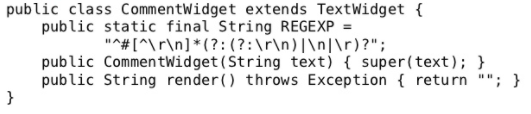 public class CommentWidget extends TextWidget {
    public static final String REGEXP =
            "^#[^\r\n]*(?:(?:\r\n)|\n|\r)?";
    public CommentWidget(String text) { super(text); }
    public String render() throws Exception { return ""; }
}